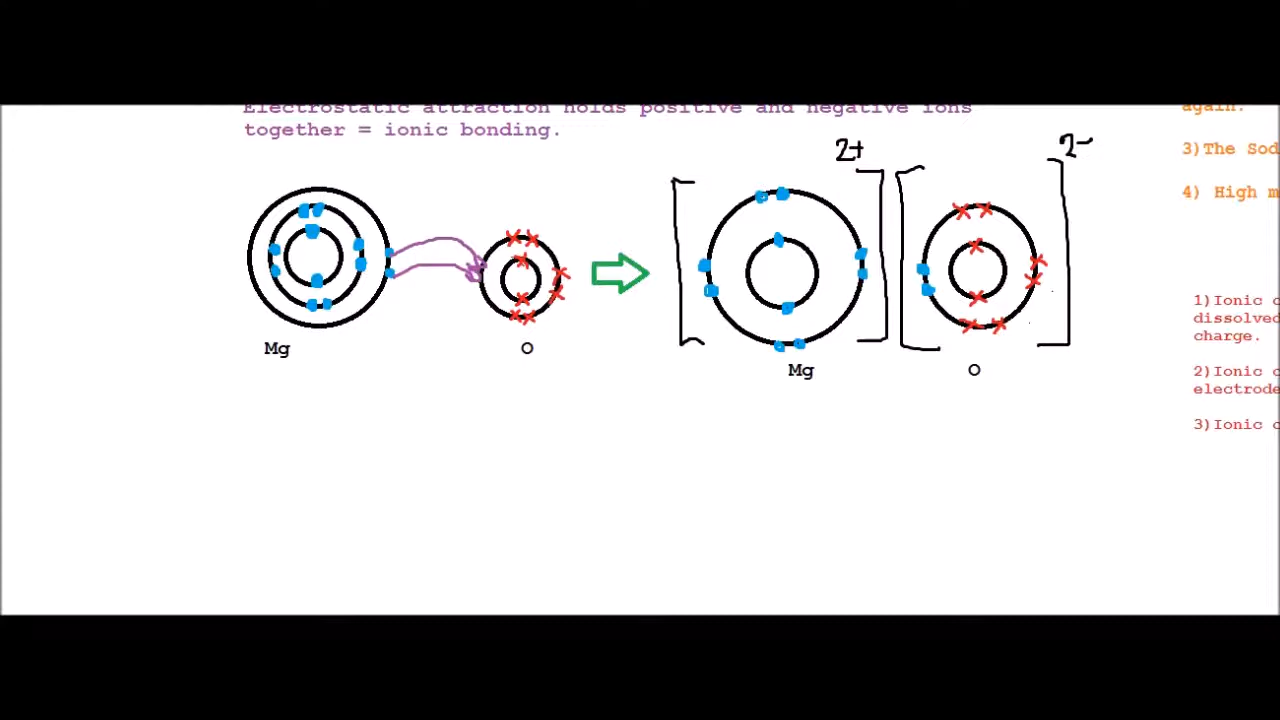 Electrostatic attraction holds positive and negative ions
together = ionic bonding.
again.
3)The Sod
4) High m
2+
2-
Mg
O
Mg
O
1)Ionic c
dissolved
charge.
2)Ionic c
electrode
3)Ionic c